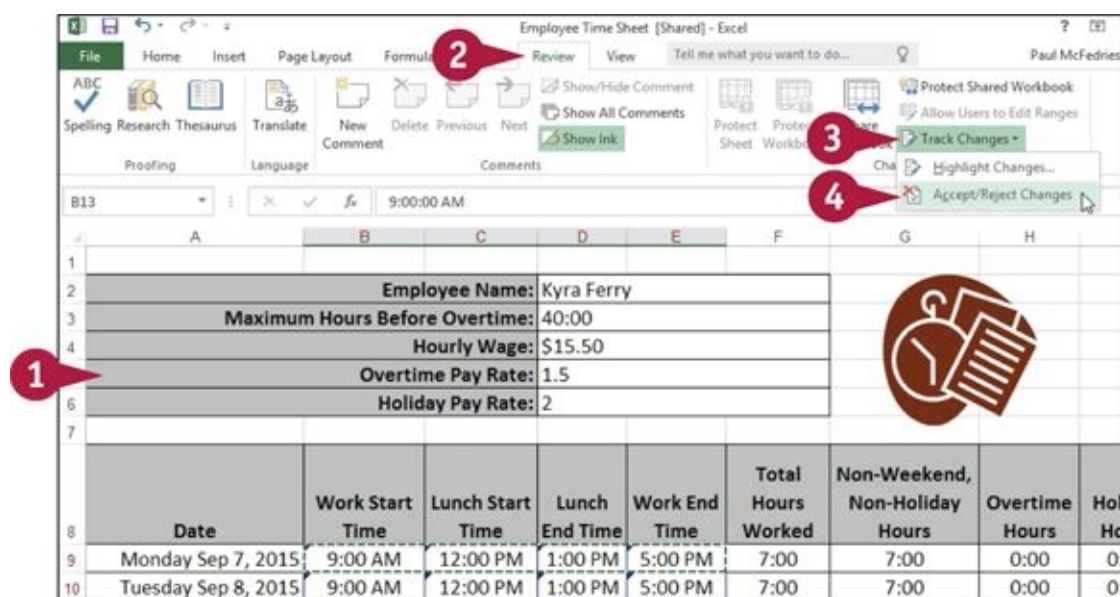 Employee Time Sheet [Shared] - Excel
?
File Home Insert Page Layout Formula Review View Tell me what you want to do... Paul McFedries
2
ABC
Spelling Research Thesaurus
Translate
New Comment
Delete Previous Next
Show/Hide Comment
Show All Comments
Show Ink
Protect Sheet
Protect Shared Workbook
Allow Users to Edit Ranges
3
Track Changes
Proofing Language Comments
Highlight Changes...
4
Accept/Reject Changes
B13 fx 9:00:00 AM
A B C D E F G H
1
2 Employee Name: Kyra Ferry
3 Maximum Hours Before Overtime: 40:00
4 Hourly Wage: $15.50
1
Overtime Pay Rate: 1.5
6 Holiday Pay Rate: 2
7
8 Date
Work Start Time
Lunch Start Time
Lunch End Time
Work End Time
Total Hours Worked
Non-Weekend, Non-Holiday Hours
Overtime Hours
9 Monday Sep 7, 2015 9:00 AM 12:00 PM 1:00 PM 5:00 PM 7:00 7:00 0:00
10 Tuesday Sep 8, 2015 9:00 AM 12:00 PM 1:00 PM 5:00 PM 7:00 7:00 0:00